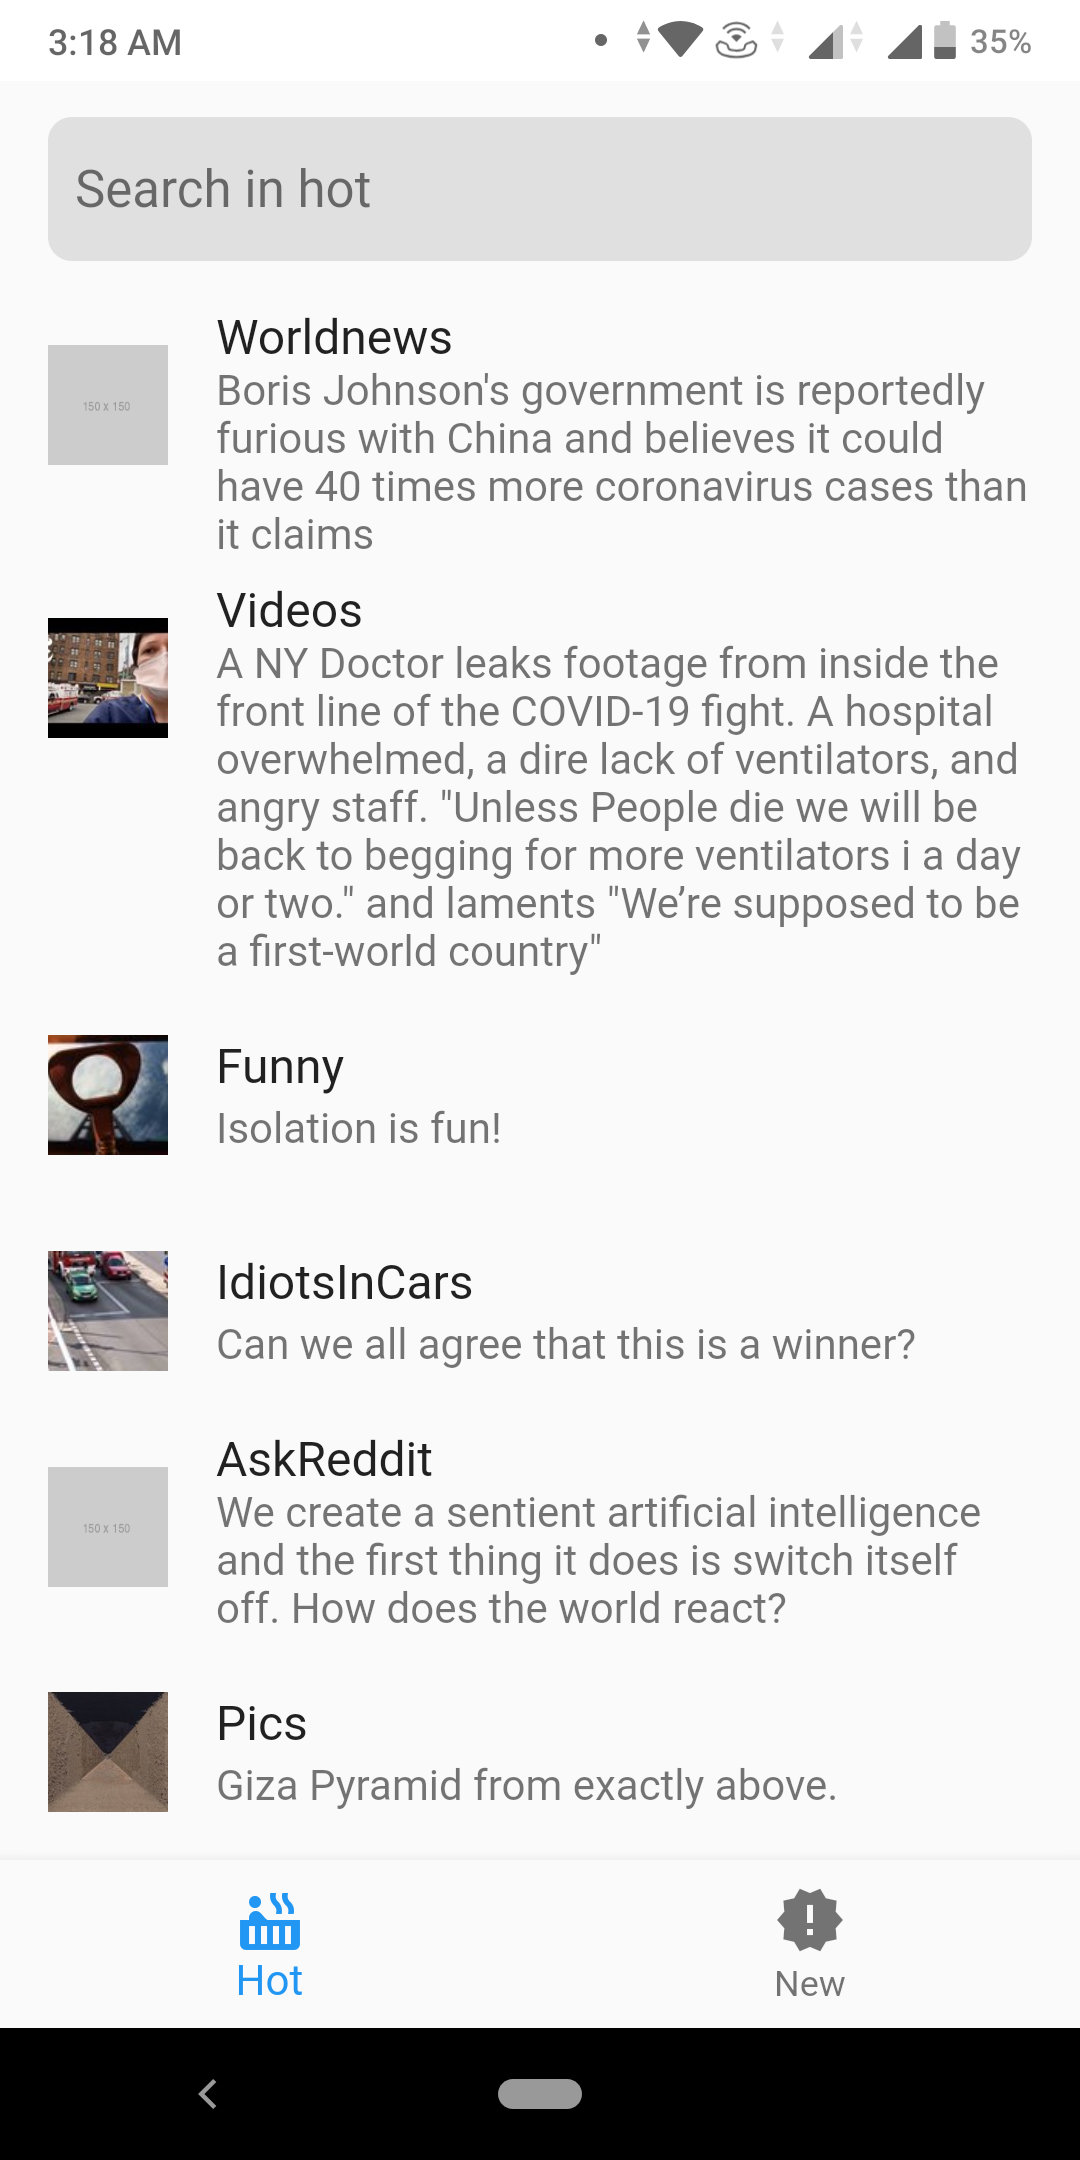 3:18 AM
35%
Search in hot
Worldnews
150 x 150
Boris Johnson's government is reportedly
furious with China and believes it could
have 40 times more coronavirus cases than
it claims
Videos
A NY Doctor leaks footage from inside the
front line of the COVID-19 fight. A hospital
overwhelmed, a dire lack of ventilators, and
angry staff. "Unless People die we will be
back to begging for more ventilators i a day
or two." and laments "We’re supposed to be
a first-world country"
Funny
Isolation is fun!
IdiotsInCars
Can we all agree that this is a winner?
AskReddit
150 x 150
We create a sentient artificial intelligence
and the first thing it does is switch itself
off. How does the world react?
Pics
Giza Pyramid from exactly above.
Hot
New